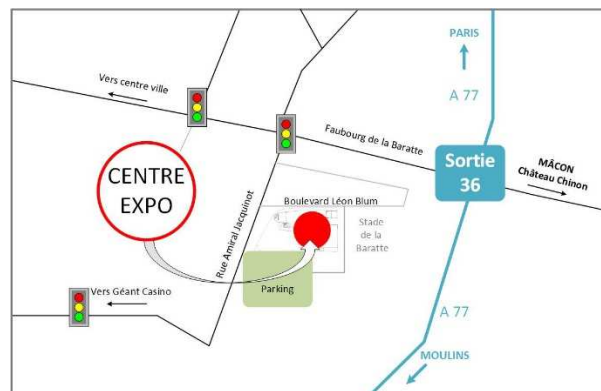 PARIS
A 77
Vers centre ville
Faubourg de la Baratte
Sortie
36
MÂCON
Château Chinon
CENTRE
EXPO
Rue Amiral Jacquinot
Boulevard Léon Blum
Stade
de la
Baratte
Vers Géant Casino
Parking
A 77
MOULINS